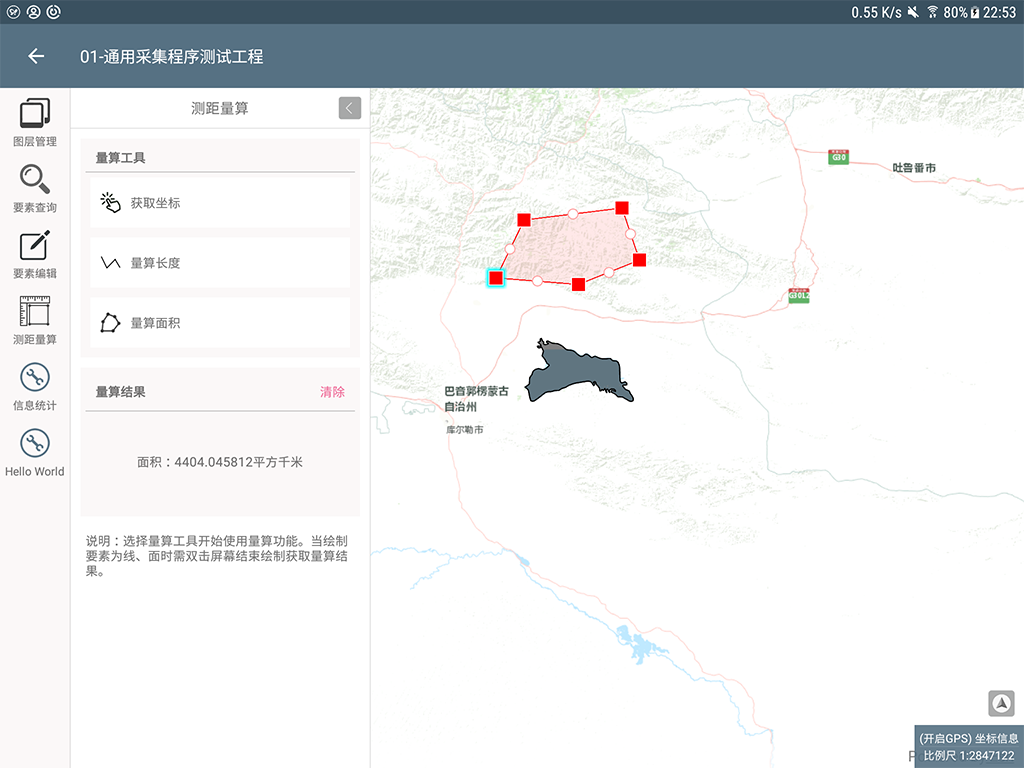 0.55 K/s 80% 22:53
01-通用采集程序测试工程
图层管理
要素查询
要素编辑
测距量算
信息统计
Hello World
测距量算
量算工具
获取坐标
量算长度
量算面积
量算结果 清除
面积：4404.045812平方千米
说明：选择量算工具开始使用量算功能。当绘制
要素为线、面时需双击屏幕结束绘制获取量算结
果。
G30
吐鲁番市
G30L2
巴音郭楞蒙古
自治州
库尔勒市
(开启GPS) 坐标信息
比例尺 1:2847122